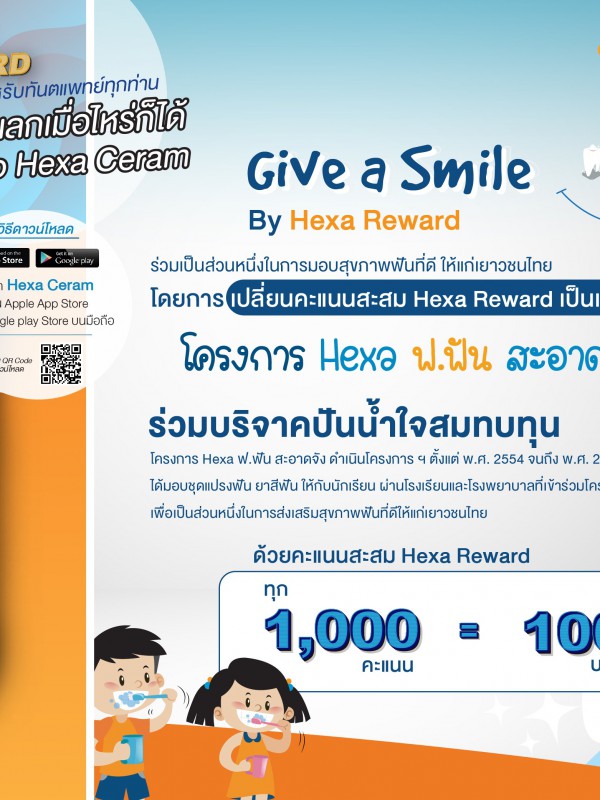 RD
รับทันตแพทย์ทุกท่าน
ลกเมื่อไหร่ก็ได้
Hexa Ceram
วิธีดาวน์โหลด
Store
Get it on
Google play
Hexa Ceram
Apple App Store
gle play Store บนมือถือ
QR Code
Give a Smile
By Hexa Reward
ร่วมเป็นส่วนหนึ่งในการมอบสุขภาพฟันที่ดี ให้แก่เยาวชนไทย
โดยการ เปลี่ยนคะแนนสะสม Hexa Reward เป็น
โครงการ Hexa ฟ.ฟัน สะอาด
ร่วมบริจาคปันน้ำใจสมทบทุน
โครงการ Hexa ฟ.ฟัน สะอาดจัง ดำเนินโครงการ ฯ ตั้งแต่ พ.ศ. 2554 จนถึง พ.ศ. 2
ได้มอบชุดแปรงฟัน ยาสีฟัน ให้กับนักเรียน ผ่านโรงเรียนและโรงพยาบาลที่เข้าร่วมโคร
เพื่อเป็นส่วนหนึ่งในการส่งเสริมสุขภาพฟันที่ดีให้แก่เยาวชนไทย
ด้วยคะแนนสะสม Hexa Reward
ทุก
1,000 = 100
คะแนน